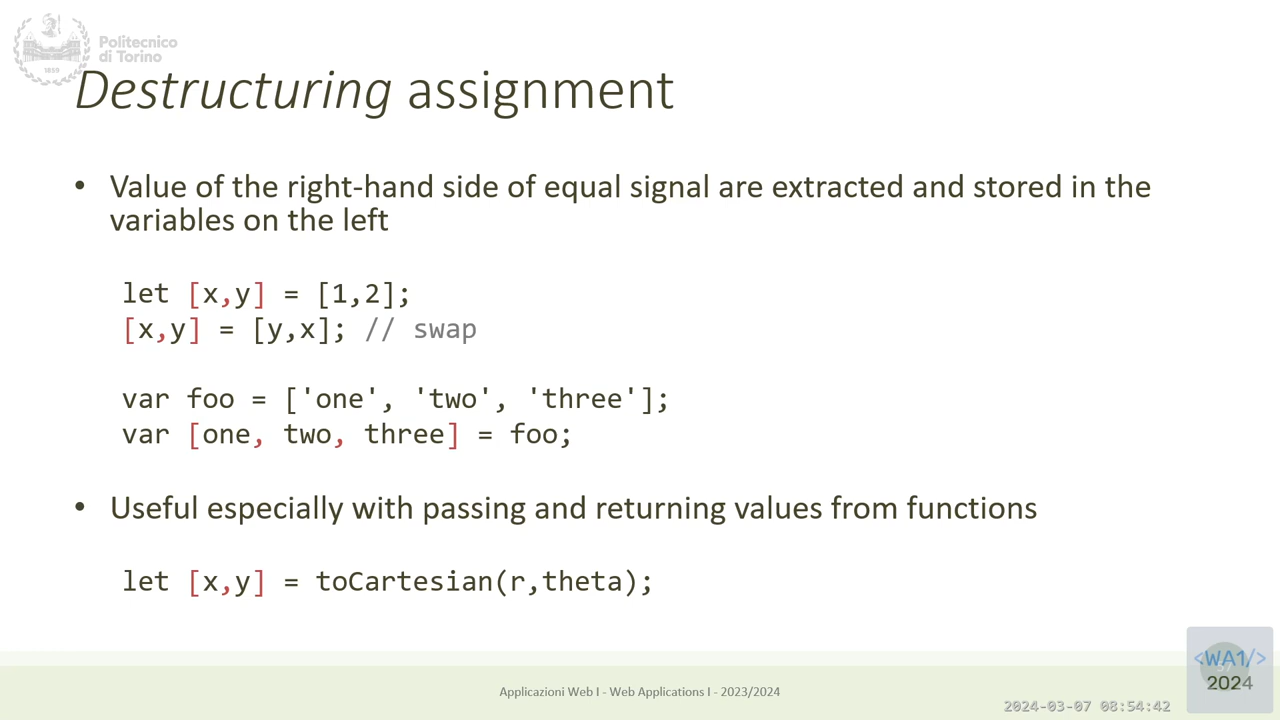 Politecnico
di Torino
1859
Destructuring assignment
• Value of the right-hand side of equal signal are extracted and stored in the
variables on the left
let [x,y] = [1,2];
[x,y] = [y,x]; // swap
var foo = ['one', 'two', 'three'];
var [one, two, three] = foo;
• Useful especially with passing and returning values from functions
let [x,y] = toCartesian(r,theta);
Applicazioni Web I - Web Applications I - 2023/2024
<WA1/>
2024
2024-03-07 08:54:42